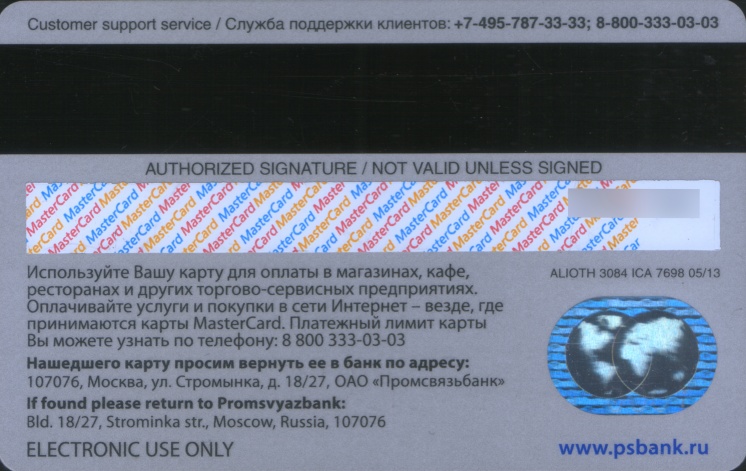 Customer support service / Служба поддержки клиентов: +7-495-787-33-33; 8-800-333-03-03
AUTHORIZED SIGNATURE / NOT VALID UNLESS SIGNED
MasterCard MasterCard MasterCard MasterCard MasterCard MasterCard
Используйте Вашу карту для оплаты в магазинах, кафе,
ресторанах и других торгово-сервисных предприятиях.
Оплачивайте услуги и покупки в сети Интернет – везде, где
принимаются карты MasterCard. Платежный лимит карты
Вы можете узнать по телефону: 8 800 333-03-03
ALIOTH 3084 ICA 7698 05/13
Нашедшего карту просим вернуть ее в банк по адресу:
107076, Москва, ул. Стромынка, д. 18/27, ОАО «Промсвязьбанк»
If found please return to Promsvyazbank:
Bld. 18/27, Strominka str., Moscow, Russia, 107076
ELECTRONIC USE ONLY
www.psbank.ru